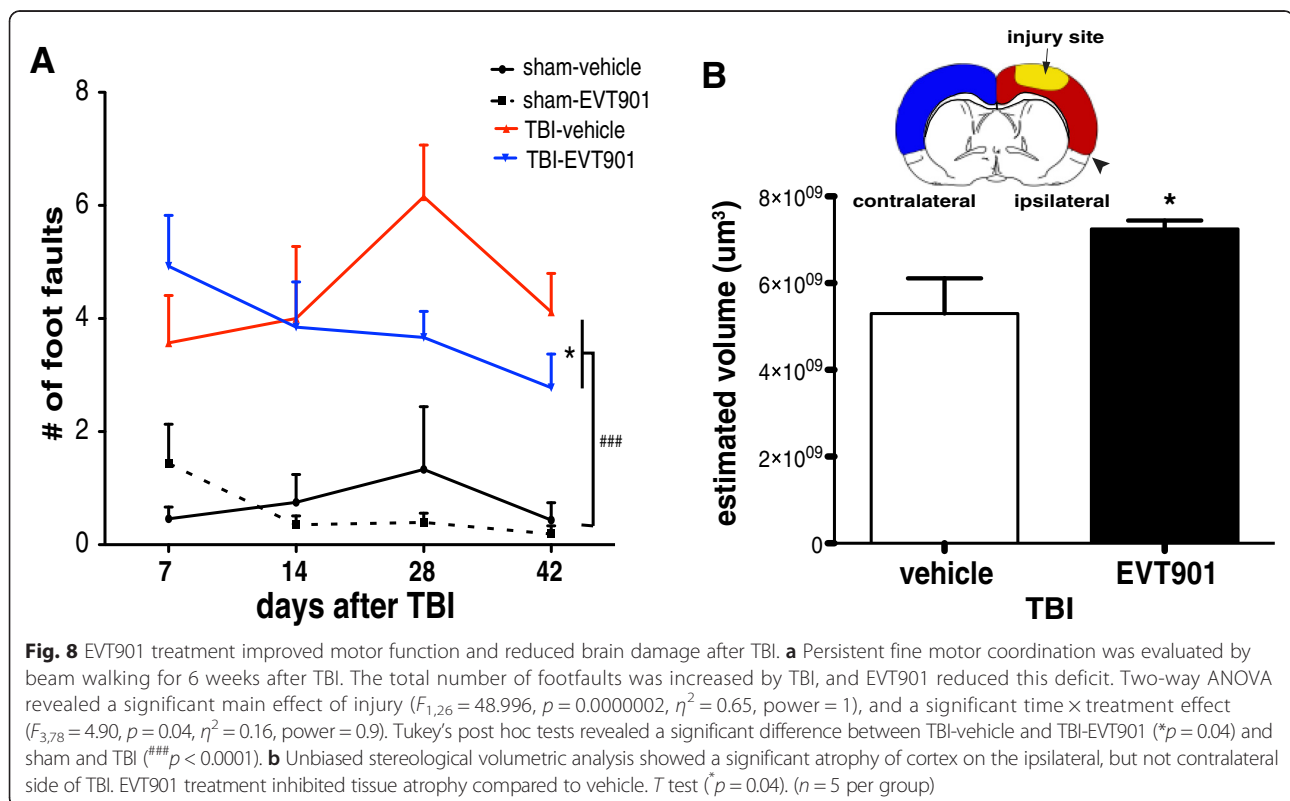 A
8
6
4
2
0
# of foot faults
sham-vehicle
sham-EVT901
TBI-vehicle
TBI-EVT901
*
###
7 14 28 42
days after TBI
B
injury site
contralateral ipsilateral
8×10⁰⁹
6×10⁰⁹
4×10⁰⁹
2×10⁰⁹
0
estimated volume (um³)
*
vehicle EVT901
TBI
Fig. 8 EVT901 treatment improved motor function and reduced brain damage after TBI. a Persistent fine motor coordination was evaluated by
beam walking for 6 weeks after TBI. The total number of footfaults was increased by TBI, and EVT901 reduced this deficit. Two-way ANOVA
revealed a significant main effect of injury (F₁,₂₆ = 48.996, p = 0.0000002, η² = 0.65, power = 1), and a significant time × treatment effect
(F₃,₇₈ = 4.90, p = 0.04, η² = 0.16, power = 0.9). Tukey's post hoc tests revealed a significant difference between TBI-vehicle and TBI-EVT901 (*p = 0.04) and
sham and TBI (###p < 0.0001). b Unbiased stereological volumetric analysis showed a significant atrophy of cortex on the ipsilateral, but not contralateral
side of TBI. EVT901 treatment inhibited tissue atrophy compared to vehicle. T test (*p = 0.04). (n = 5 per group)